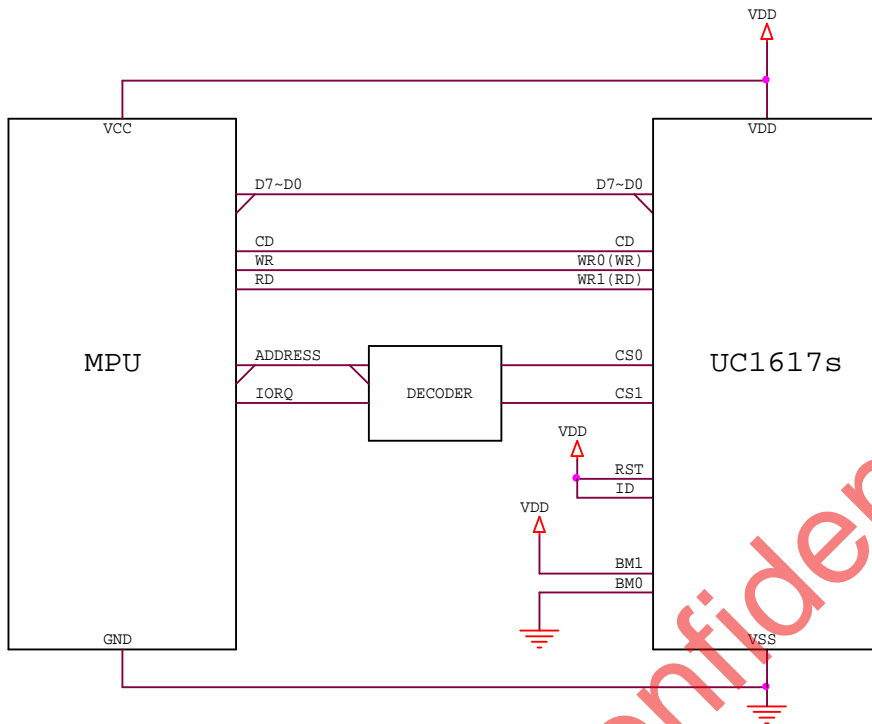 VDD
VCC
VDD
D7~D0
D7~D0
CD
CD
WR
WR0(WR)
RD
WR1(RD)
MPU
ADDRESS
DECODER
CS0
UC1617s
IORQ
CS1
VDD
RST
ID
VDD
BM1
BM0
GND
VSS